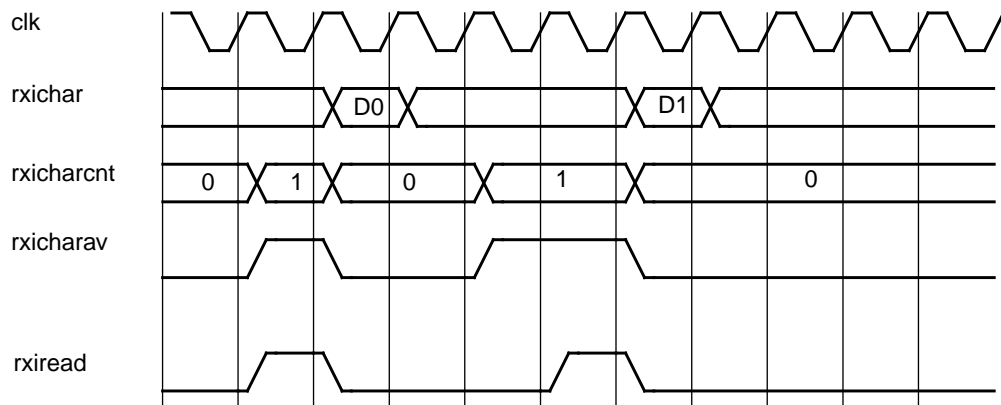 clk
rxichar
D0
D1
rxicharcnt
0 1 0 1 0
rxicharav
rxiread